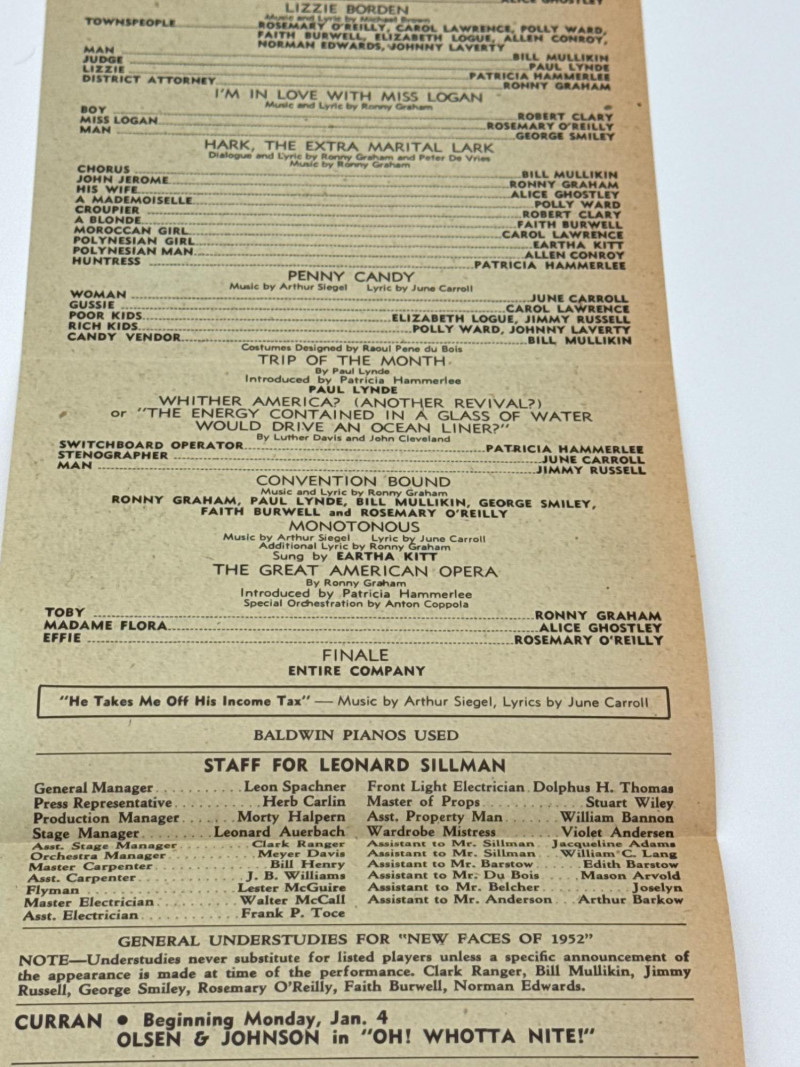 ALICE GHOSTLEY
LIZZIE BORDEN
Music and Lyric by Michael Brown
TOWNSPEOPLE ROSEMARY O'REILLY, CAROL LAWRENCE, POLLY WARD,
FAITH BURWELL, ELIZABETH LOGUE, ALLEN CONROY,
NORMAN EDWARDS, JOHNNY LAVERTY
MAN BILL MULLIKIN
JUDGE PAUL LYNDE
LIZZIE PATRICIA HAMMERLEE
DISTRICT ATTORNEY RONNY GRAHAM
I'M IN LOVE WITH MISS LOGAN
Music and Lyric by Ronny Graham
BOY ROBERT CLARY
MISS LOGAN ROSEMARY O'REILLY
MAN GEORGE SMILEY
HARK, THE EXTRA MARITAL LARK
Dialogue and Lyric by Ronny Graham and Peter De Vries
Music by Ronny Graham
CHORUS BILL MULLIKIN
JOHN JEROME RONNY GRAHAM
HIS WIFE ALICE GHOSTLEY
A MADEMOISELLE POLLY WARD
CROUPIER ROBERT CLARY
A BLONDE FAITH BURWELL
MOROCCAN GIRL CAROL LAWRENCE
POLYNESIAN GIRL EARTHA KITT
POLYNESIAN MAN ALLEN CONROY
HUNTRESS PATRICIA HAMMERLEE
PENNY CANDY
Music by Arthur Siegel Lyric by June Carroll
WOMAN JUNE CARROLL
GUSSIE CAROL LAWRENCE
POOR KIDS ELIZABETH LOGUE, JIMMY RUSSELL
RICH KIDS POLLY WARD, JOHNNY LAVERTY
CANDY VENDOR BILL MULLIKIN
Costumes Designed by Raoul Pene du Bois
TRIP OF THE MONTH
By Paul Lynde
Introduced by Patricia Hammerlee
PAUL LYNDE
WHITHER AMERICA? (ANOTHER REVIVAL?)
or "THE ENERGY CONTAINED IN A GLASS OF WATER
WOULD DRIVE AN OCEAN LINER?"
By Luther Davis and John Cleveland
SWITCHBOARD OPERATOR PATRICIA HAMMERLEE
STENOGRAPHER JUNE CARROLL
MAN JIMMY RUSSELL
CONVENTION BOUND
Music and Lyric by Ronny Graham
RONNY GRAHAM, PAUL LYNDE, BILL MULLIKIN, GEORGE SMILEY,
FAITH BURWELL and ROSEMARY O'REILLY
MONOTONOUS
Music by Arthur Siegel Lyric by June Carroll
Additional Lyric by Ronny Graham
Sung by EARTHA KITT
THE GREAT AMERICAN OPERA
By Ronny Graham
Introduced by Patricia Hammerlee
Special Orchestration by Anton Coppola
TOBY RONNY GRAHAM
MADAME FLORA ALICE GHOSTLEY
EFFIE ROSEMARY O'REILLY
FINALE
ENTIRE COMPANY
"He Takes Me Off His Income Tax" — Music by Arthur Siegel, Lyrics by June Carroll
BALDWIN PIANOS USED
STAFF FOR LEONARD SILLMAN
General Manager Leon Spachner
Press Representative Herb Carlin
Production Manager Morty Halpern
Stage Manager Leonard Auerbach
Asst. Stage Manager Clark Ranger
Orchestra Manager Meyer Davis
Master Carpenter Bill Henry
Asst. Carpenter J. B. Williams
Flyman Lester McGuire
Master Electrician Walter McCall
Asst. Electrician Frank P. Toce
Front Light Electrician Dolphus H. Thomas
Master of Props Stuart Wiley
Asst. Property Man William Bannon
Wardrobe Mistress Violet Andersen
Assistant to Mr. Sillman Jacqueline Adams
Assistant to Mr. Sillman William C. Lang
Assistant to Mr. Barstow Edith Barstow
Assistant to Mr. Du Bois Mason Arvold
Assistant to Mr. Belcher Joselyn
Assistant to Mr. Anderson Arthur Barkow
GENERAL UNDERSTUDIES FOR "NEW FACES OF 1952"
NOTE—Understudies never substitute for listed players unless a specific announcement of
the appearance is made at time of the performance. Clark Ranger, Bill Mullikin, Jimmy
Russell, George Smiley, Rosemary O'Reilly, Faith Burwell, Norman Edwards.
CURRAN • Beginning Monday, Jan. 4
OLSEN & JOHNSON in "OH! WHOTTA NITE!"